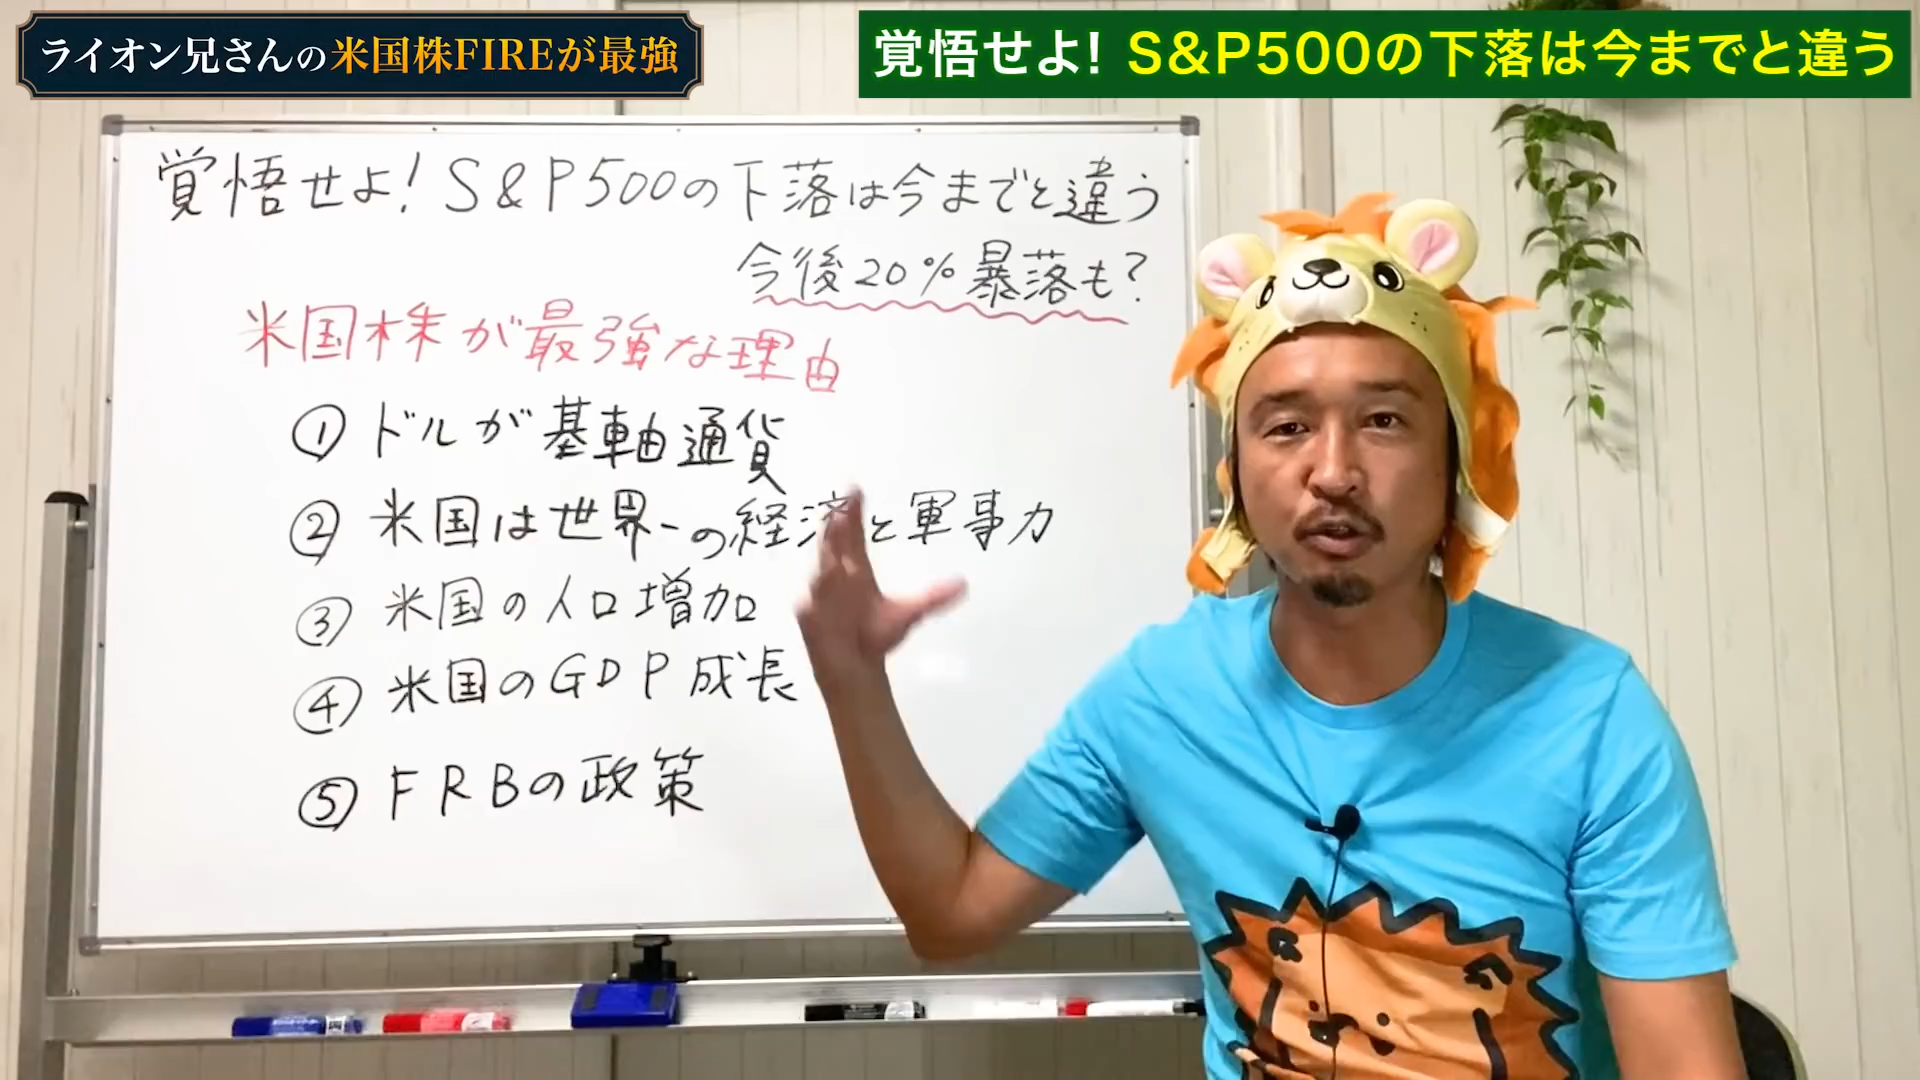 ライオン兄さんの米国株FIREが最強
覚悟せよ！S&P500の下落は今までと違う
覚悟せよ！S&P500の下落は今までと違う
今後20%暴落も？
米国株が最強な理由
① ドルが基軸通貨
② 米国は世界一の経済と軍事力
③ 米国の人口増加
④ 米国のGDP成長
⑤ FRBの政策